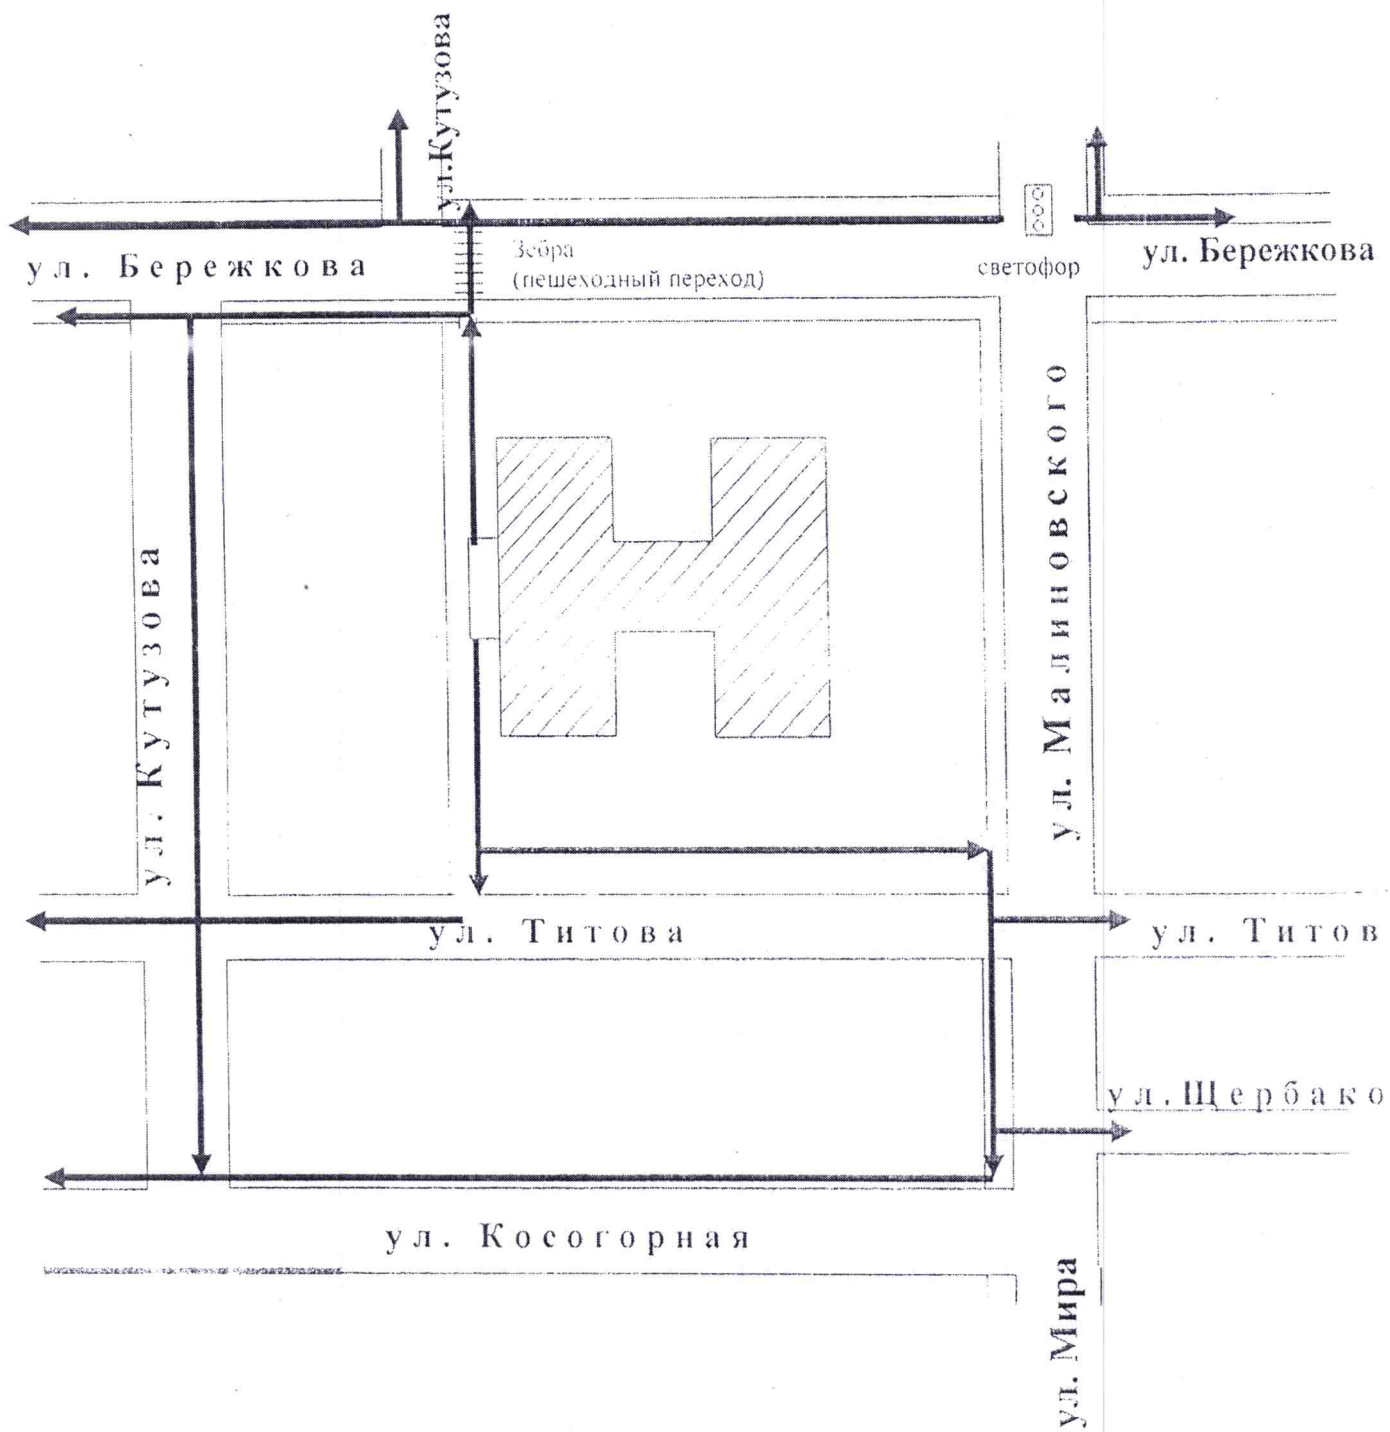 ул.Кутузова
ул. Бережкова
Зебра
(пешеходный переход)
светофор
ул. Бережкова
ул. Кутузова
ул. Малиновского
ул. Титова
ул. Титов
ул.Щербако
ул. Косогорная
ул. Мира